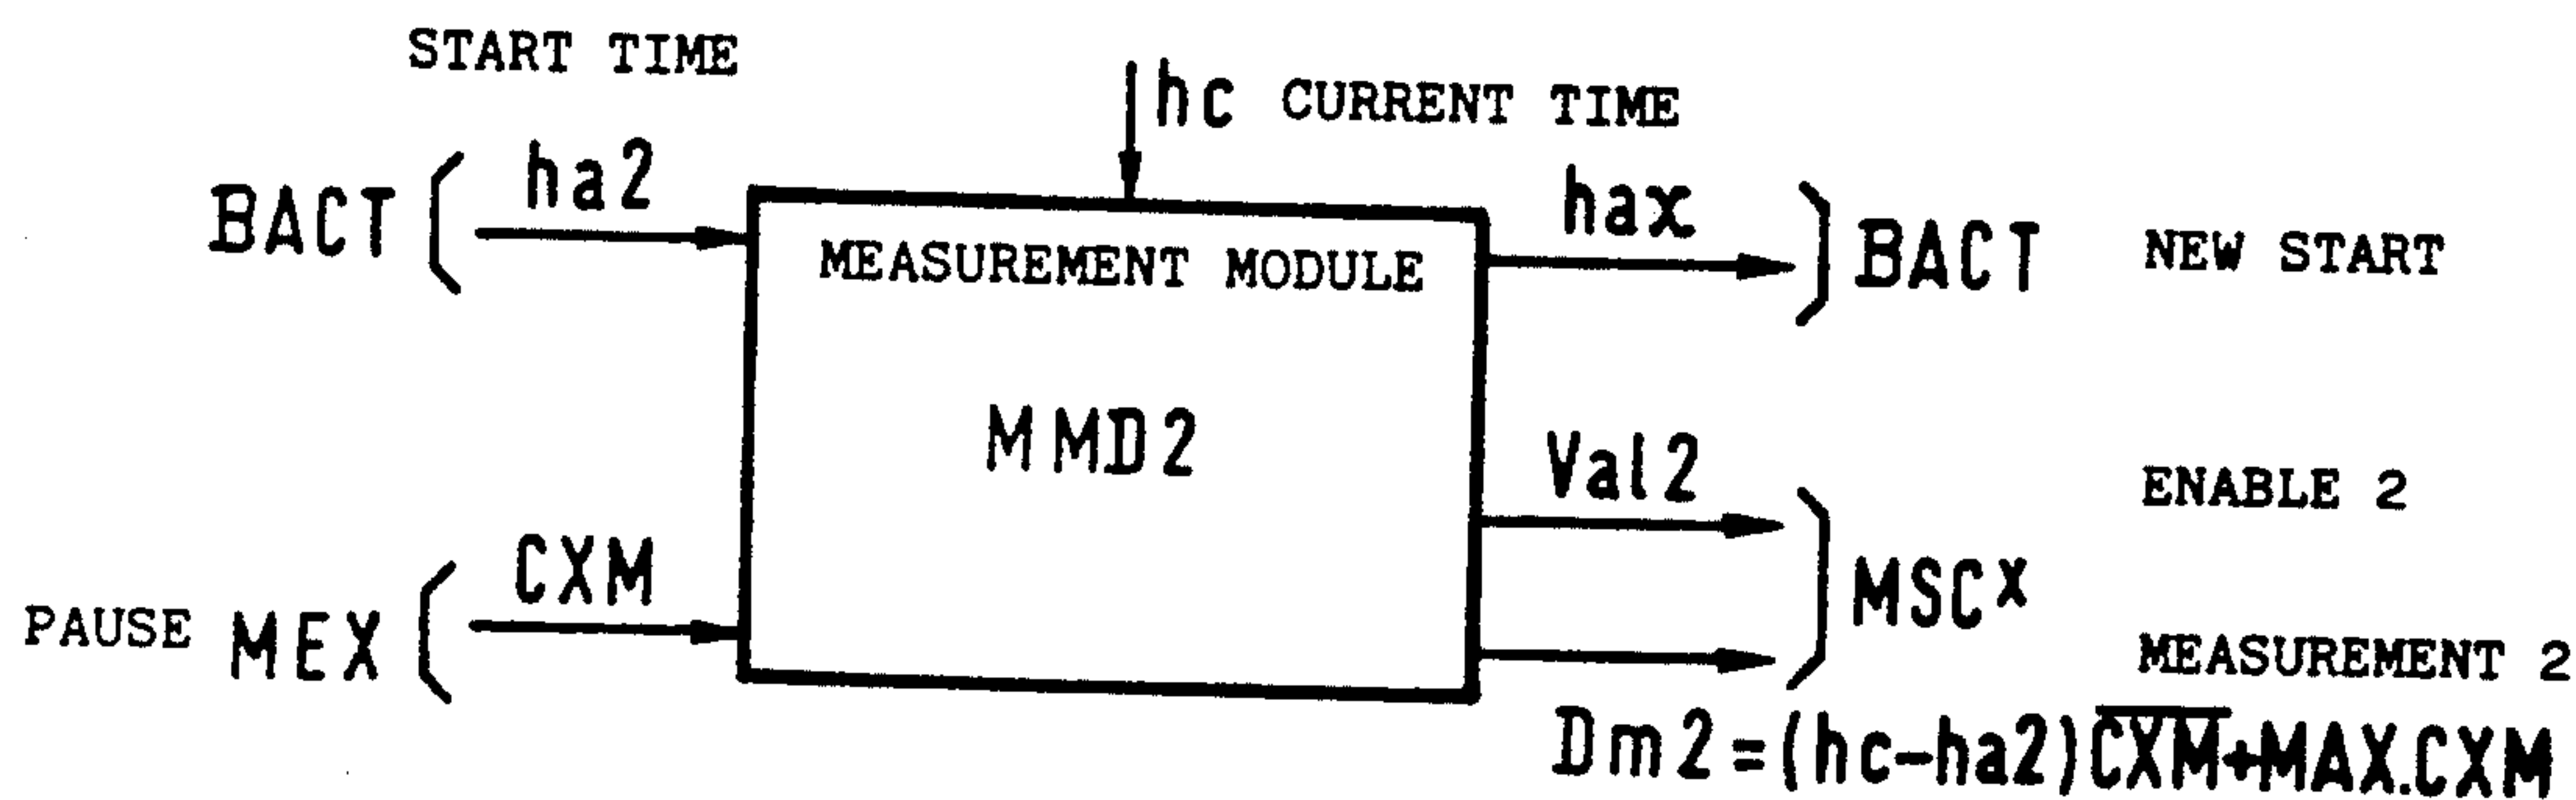 START TIME
hc CURRENT TIME
BACT ( ha2
hax ) BACT NEW START
MEASUREMENT MODULE
MMD2
Val2
ENABLE 2
PAUSE MEX ( CXM
) MSCx
MEASUREMENT 2
Dm2=(hc-ha2)C̅X̅M̅+MAX.CXM